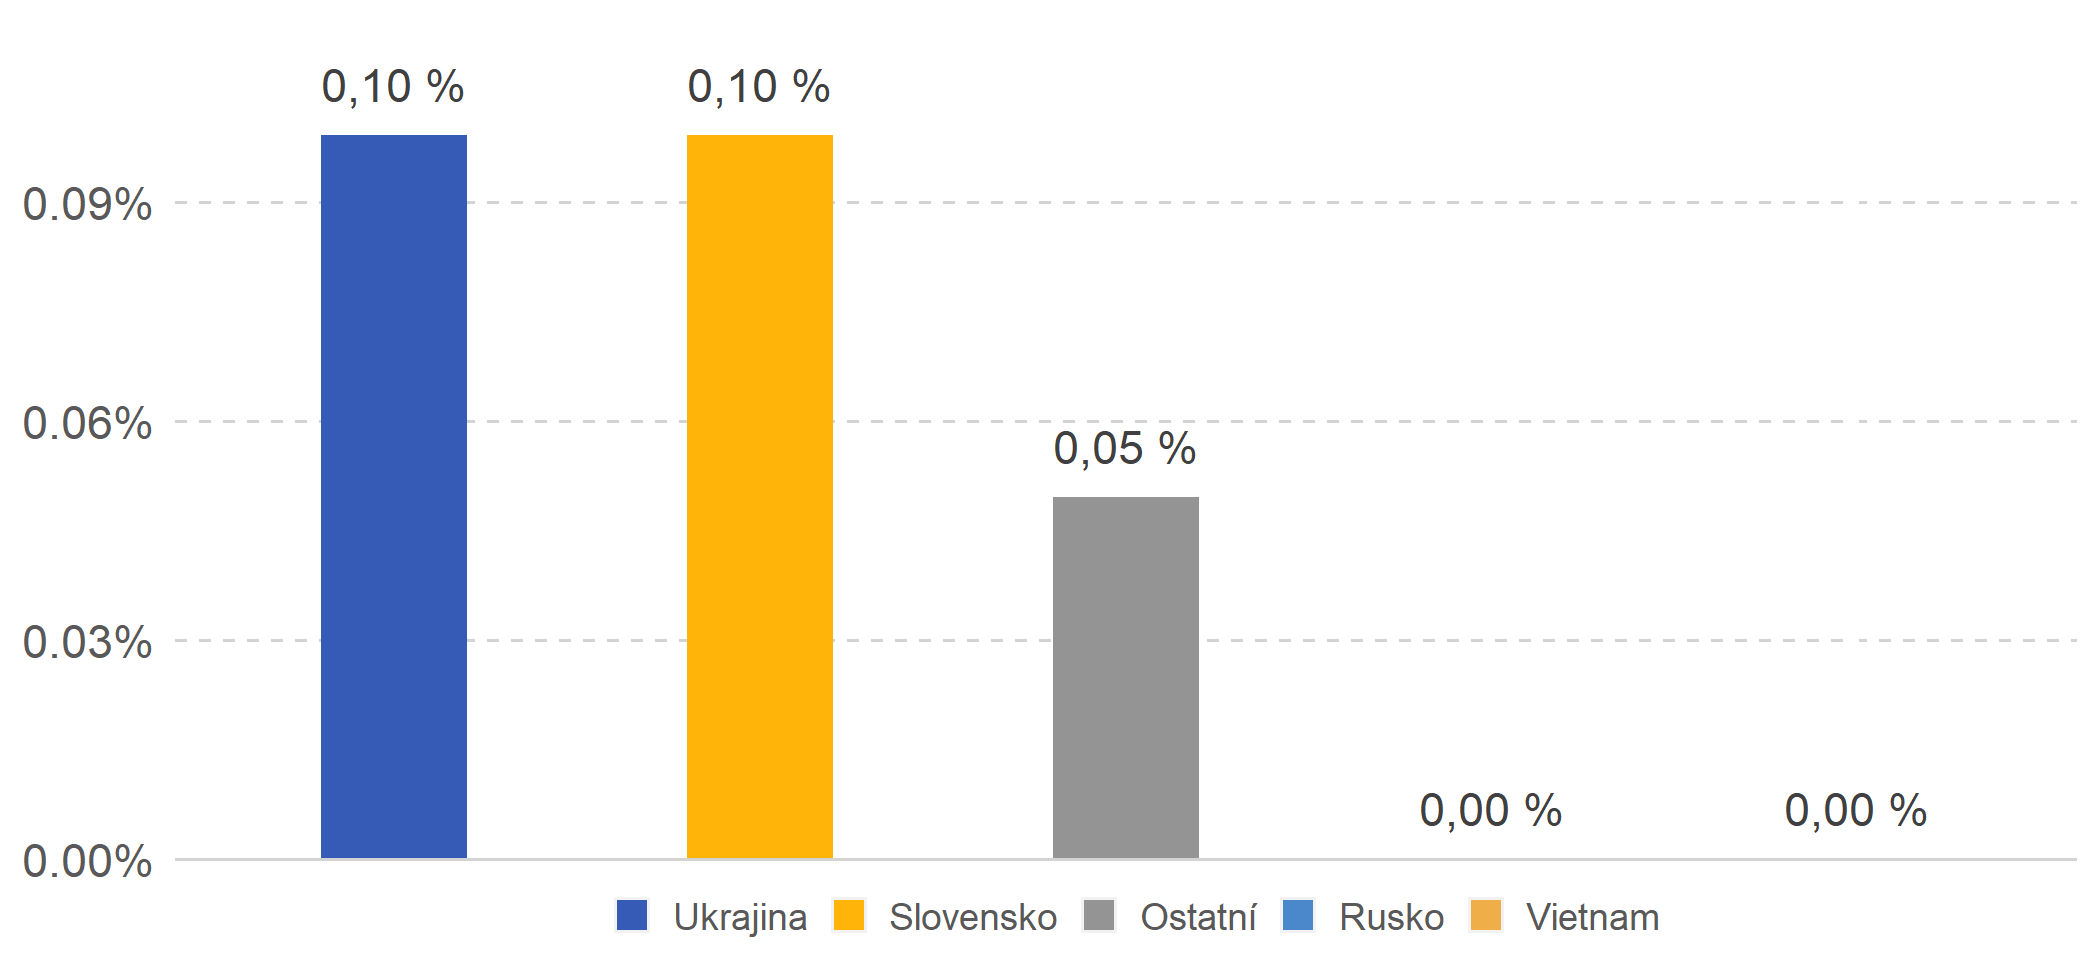 0,10 %
0,10 %
0.09%
0.06%
0,05 %
0.03%
0,00 %
0,00 %
0.00%
Ukrajina
Slovensko
Ostatní
Rusko
Vietnam